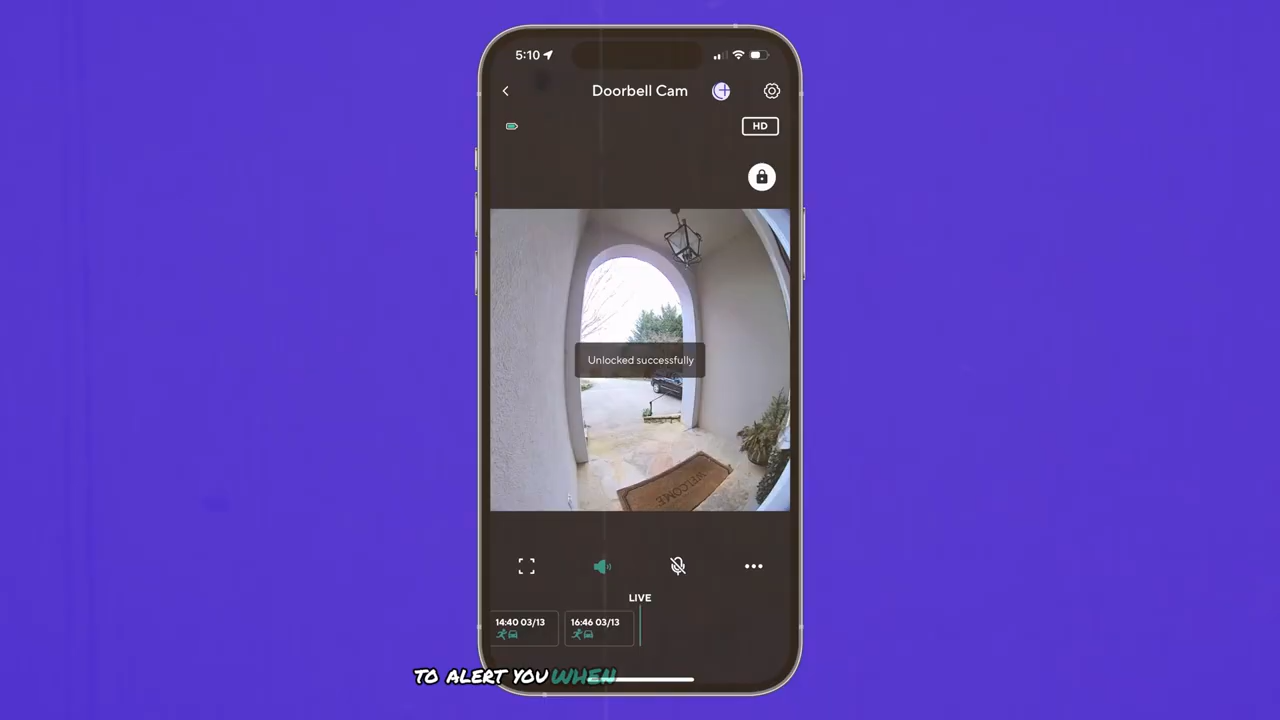 5:10
Doorbell Cam
HD
Unlocked successfully
WELCOME
LIVE
14:40 03/13
16:46 03/13
TO ALERT YOU WHEN